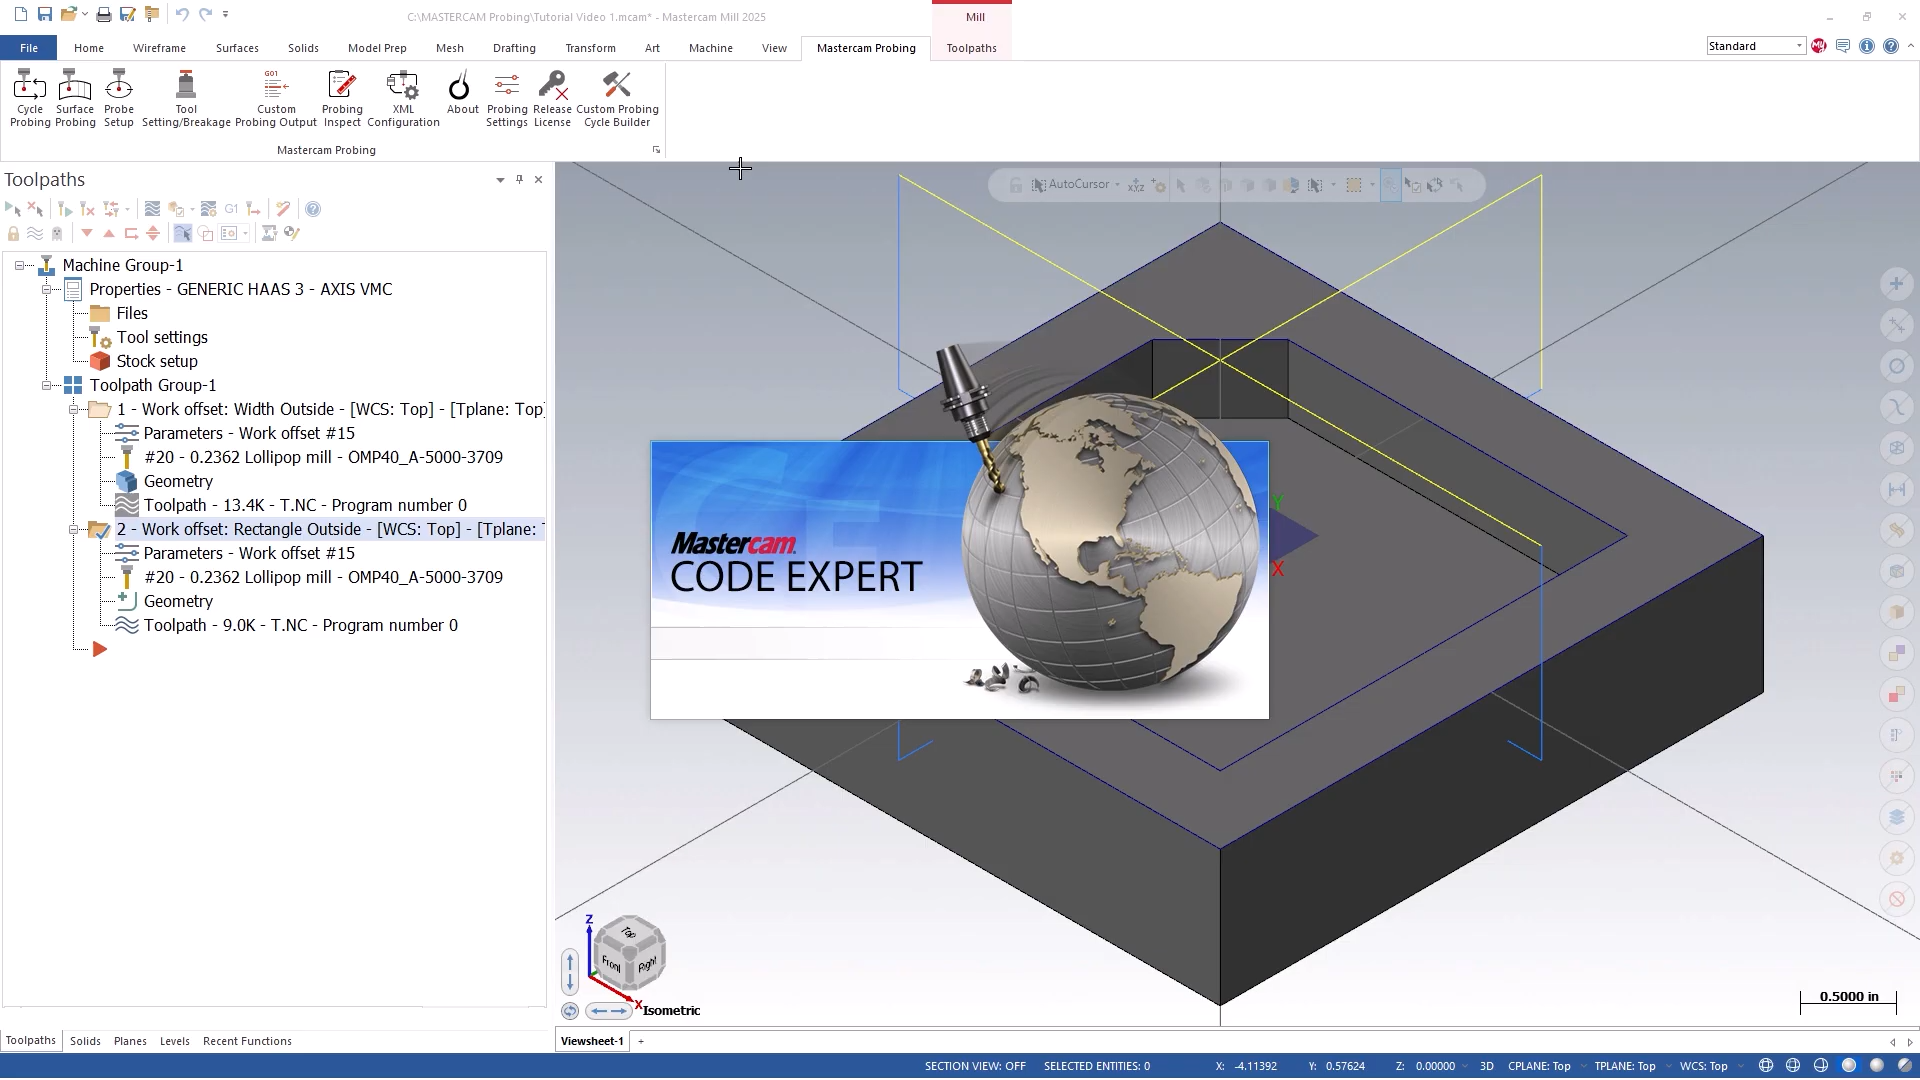 C:\MASTERCAM Probing\Tutorial Video 1.mcam* - Mastercam Mill 2025
Mill
File
Home
Wireframe
Surfaces
Solids
Model Prep
Mesh
Drafting
Transform
Art
Machine
View
Mastercam Probing
Toolpaths
Standard
Cycle Probing
Surface Probing
Probe Setup
Tool Setting/Breakage
Custom Probing Output
Probing Inspect
XML Configuration
About
Probing Settings
Release License
Custom Probing Cycle Builder
Mastercam Probing
Toolpaths
AutoCursor
G1
Machine Group-1
Properties - GENERIC HAAS 3 - AXIS VMC
Files
Tool settings
Stock setup
Toolpath Group-1
1 - Work offset: Width Outside - [WCS: Top] - [Tplane: Top]
Parameters - Work offset #15
#20 - 0.2362 Lollipop mill - OMP40_A-5000-3709
Geometry
Toolpath - 13.4K - T.NC - Program number 0
2 - Work offset: Rectangle Outside - [WCS: Top] - [Tplane:
Parameters - Work offset #15
#20 - 0.2362 Lollipop mill - OMP40_A-5000-3709
Geometry
Toolpath - 9.0K - T.NC - Program number 0
Mastercam
CODE EXPERT
Y
X
Z
Top
Front
Right
X
Isometric
0.5000 in
Toolpaths
Solids
Planes
Levels
Recent Functions
Viewsheet-1
+
SECTION VIEW: OFF
SELECTED ENTITIES: 0
X: -4.11392
Y: 0.57624
Z: 0.00000
3D
CPLANE: Top
TPLANE: Top
WCS: Top